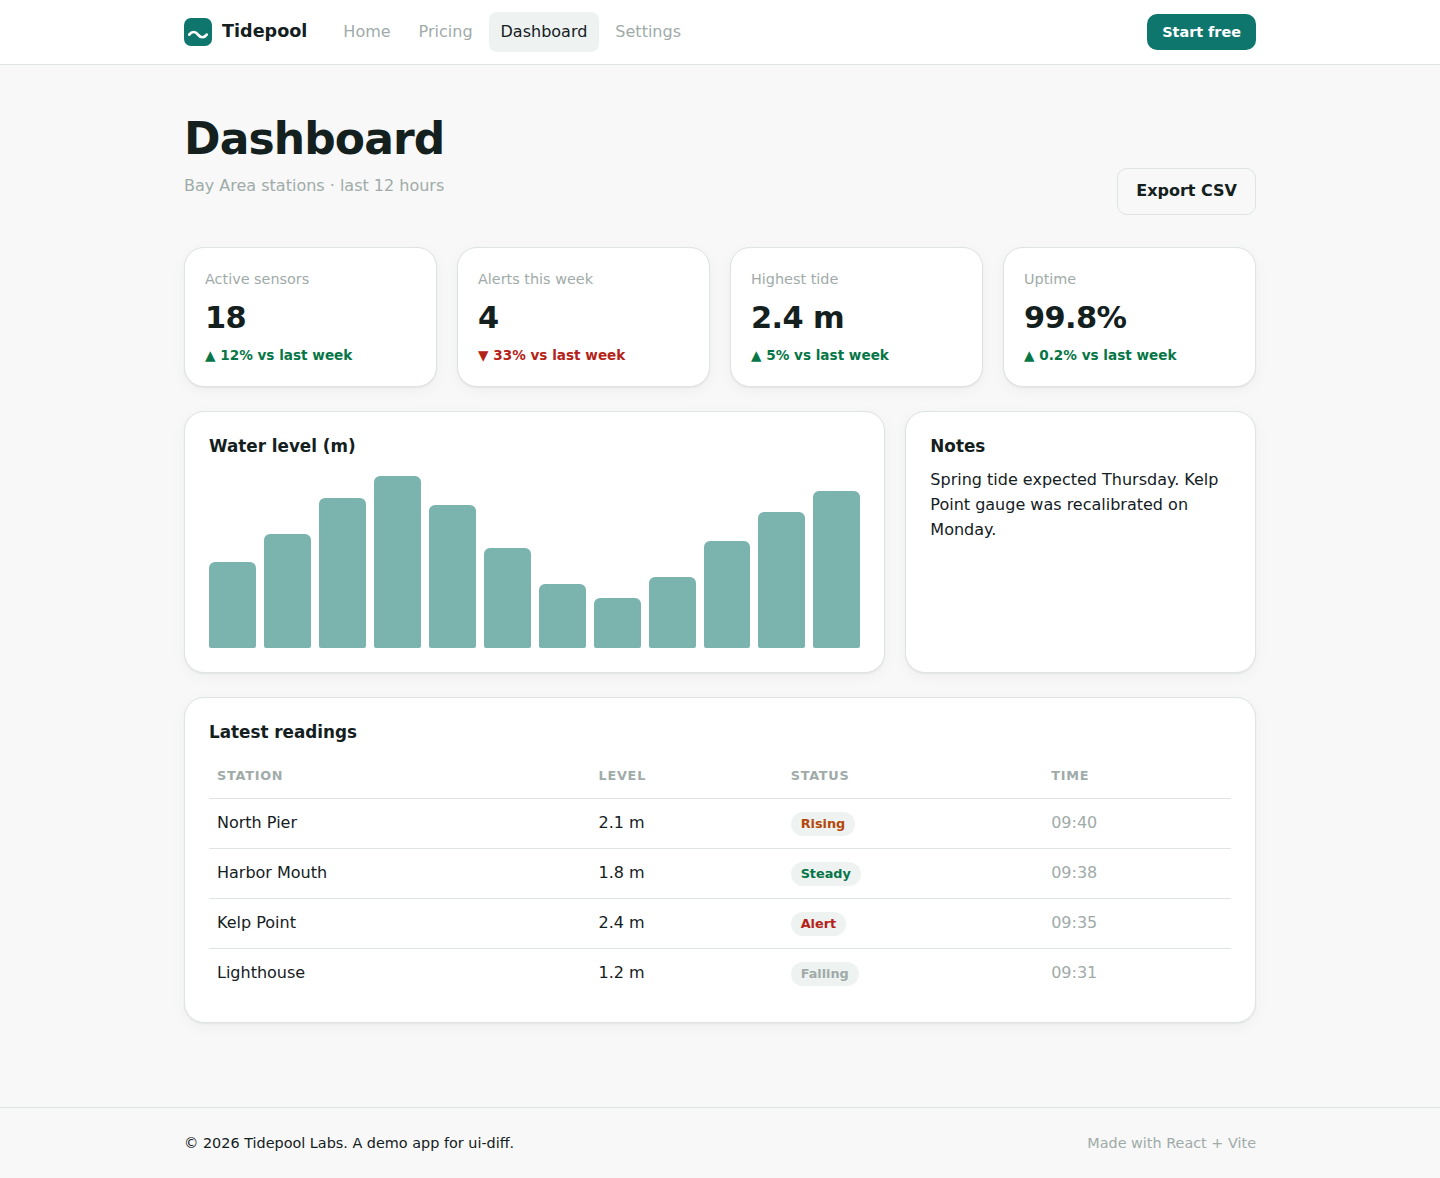 Tidepool
Home
Pricing
Dashboard
Settings
Start free
Dashboard
Bay Area stations · last 12 hours
Export CSV
Active sensors
18
▲ 12% vs last week
Alerts this week
4
▼ 33% vs last week
Highest tide
2.4 m
▲ 5% vs last week
Uptime
99.8%
▲ 0.2% vs last week
Water level (m)
Notes
Spring tide expected Thursday. Kelp
Point gauge was recalibrated on
Monday.
Latest readings
STATION LEVEL STATUS TIME
North Pier 2.1 m Rising 09:40
Harbor Mouth 1.8 m Steady 09:38
Kelp Point 2.4 m Alert 09:35
Lighthouse 1.2 m Falling 09:31
© 2026 Tidepool Labs. A demo app for ui-diff.
Made with React + Vite